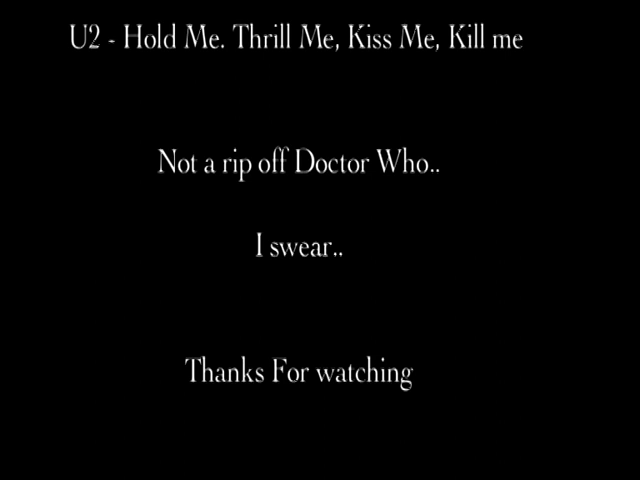 U2 - Hold Me. Thrill Me, Kiss Me, Kill me
Not a rip off Doctor Who..
I swear..
Thanks For watching